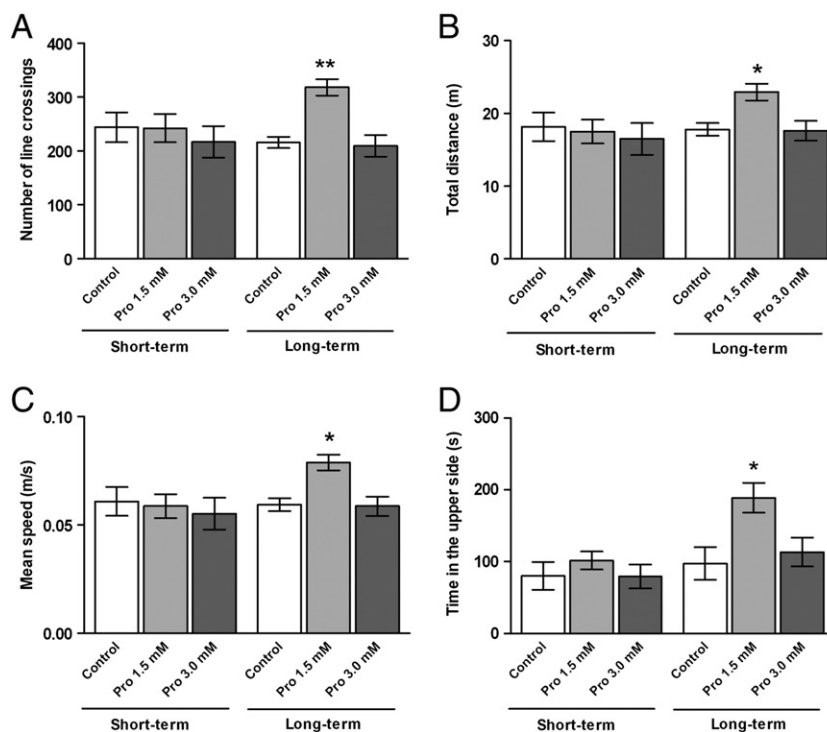 A
Number of line crossings
400
300
200
100
0
**
Control
Pro 1.5 mM
Pro 3.0 mM
Control
Pro 1.5 mM
Pro 3.0 mM
Short-term
Long-term
B
Total distance (m)
30
20
10
0
*
Control
Pro 1.5 mM
Pro 3.0 mM
Control
Pro 1.5 mM
Pro 3.0 mM
Short-term
Long-term
C
Mean speed (m/s)
0.10
0.05
0.00
*
Control
Pro 1.5 mM
Pro 3.0 mM
Control
Pro 1.5 mM
Pro 3.0 mM
Short-term
Long-term
D
Time in the upper side (s)
300
200
100
0
*
Control
Pro 1.5 mM
Pro 3.0 mM
Control
Pro 1.5 mM
Pro 3.0 mM
Short-term
Long-term